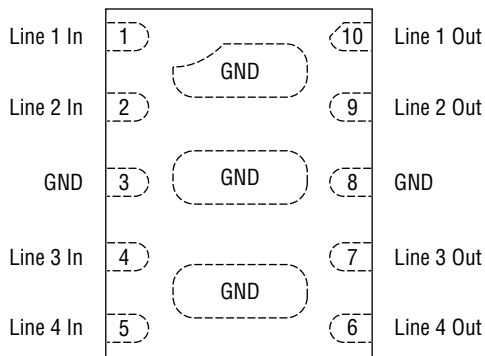 Line 1 In 1 10 Line 1 Out
GND
Line 2 In 2 9 Line 2 Out
GND 3 GND 8 GND
Line 3 In 4 7 Line 3 Out
GND
Line 4 In 5 6 Line 4 Out